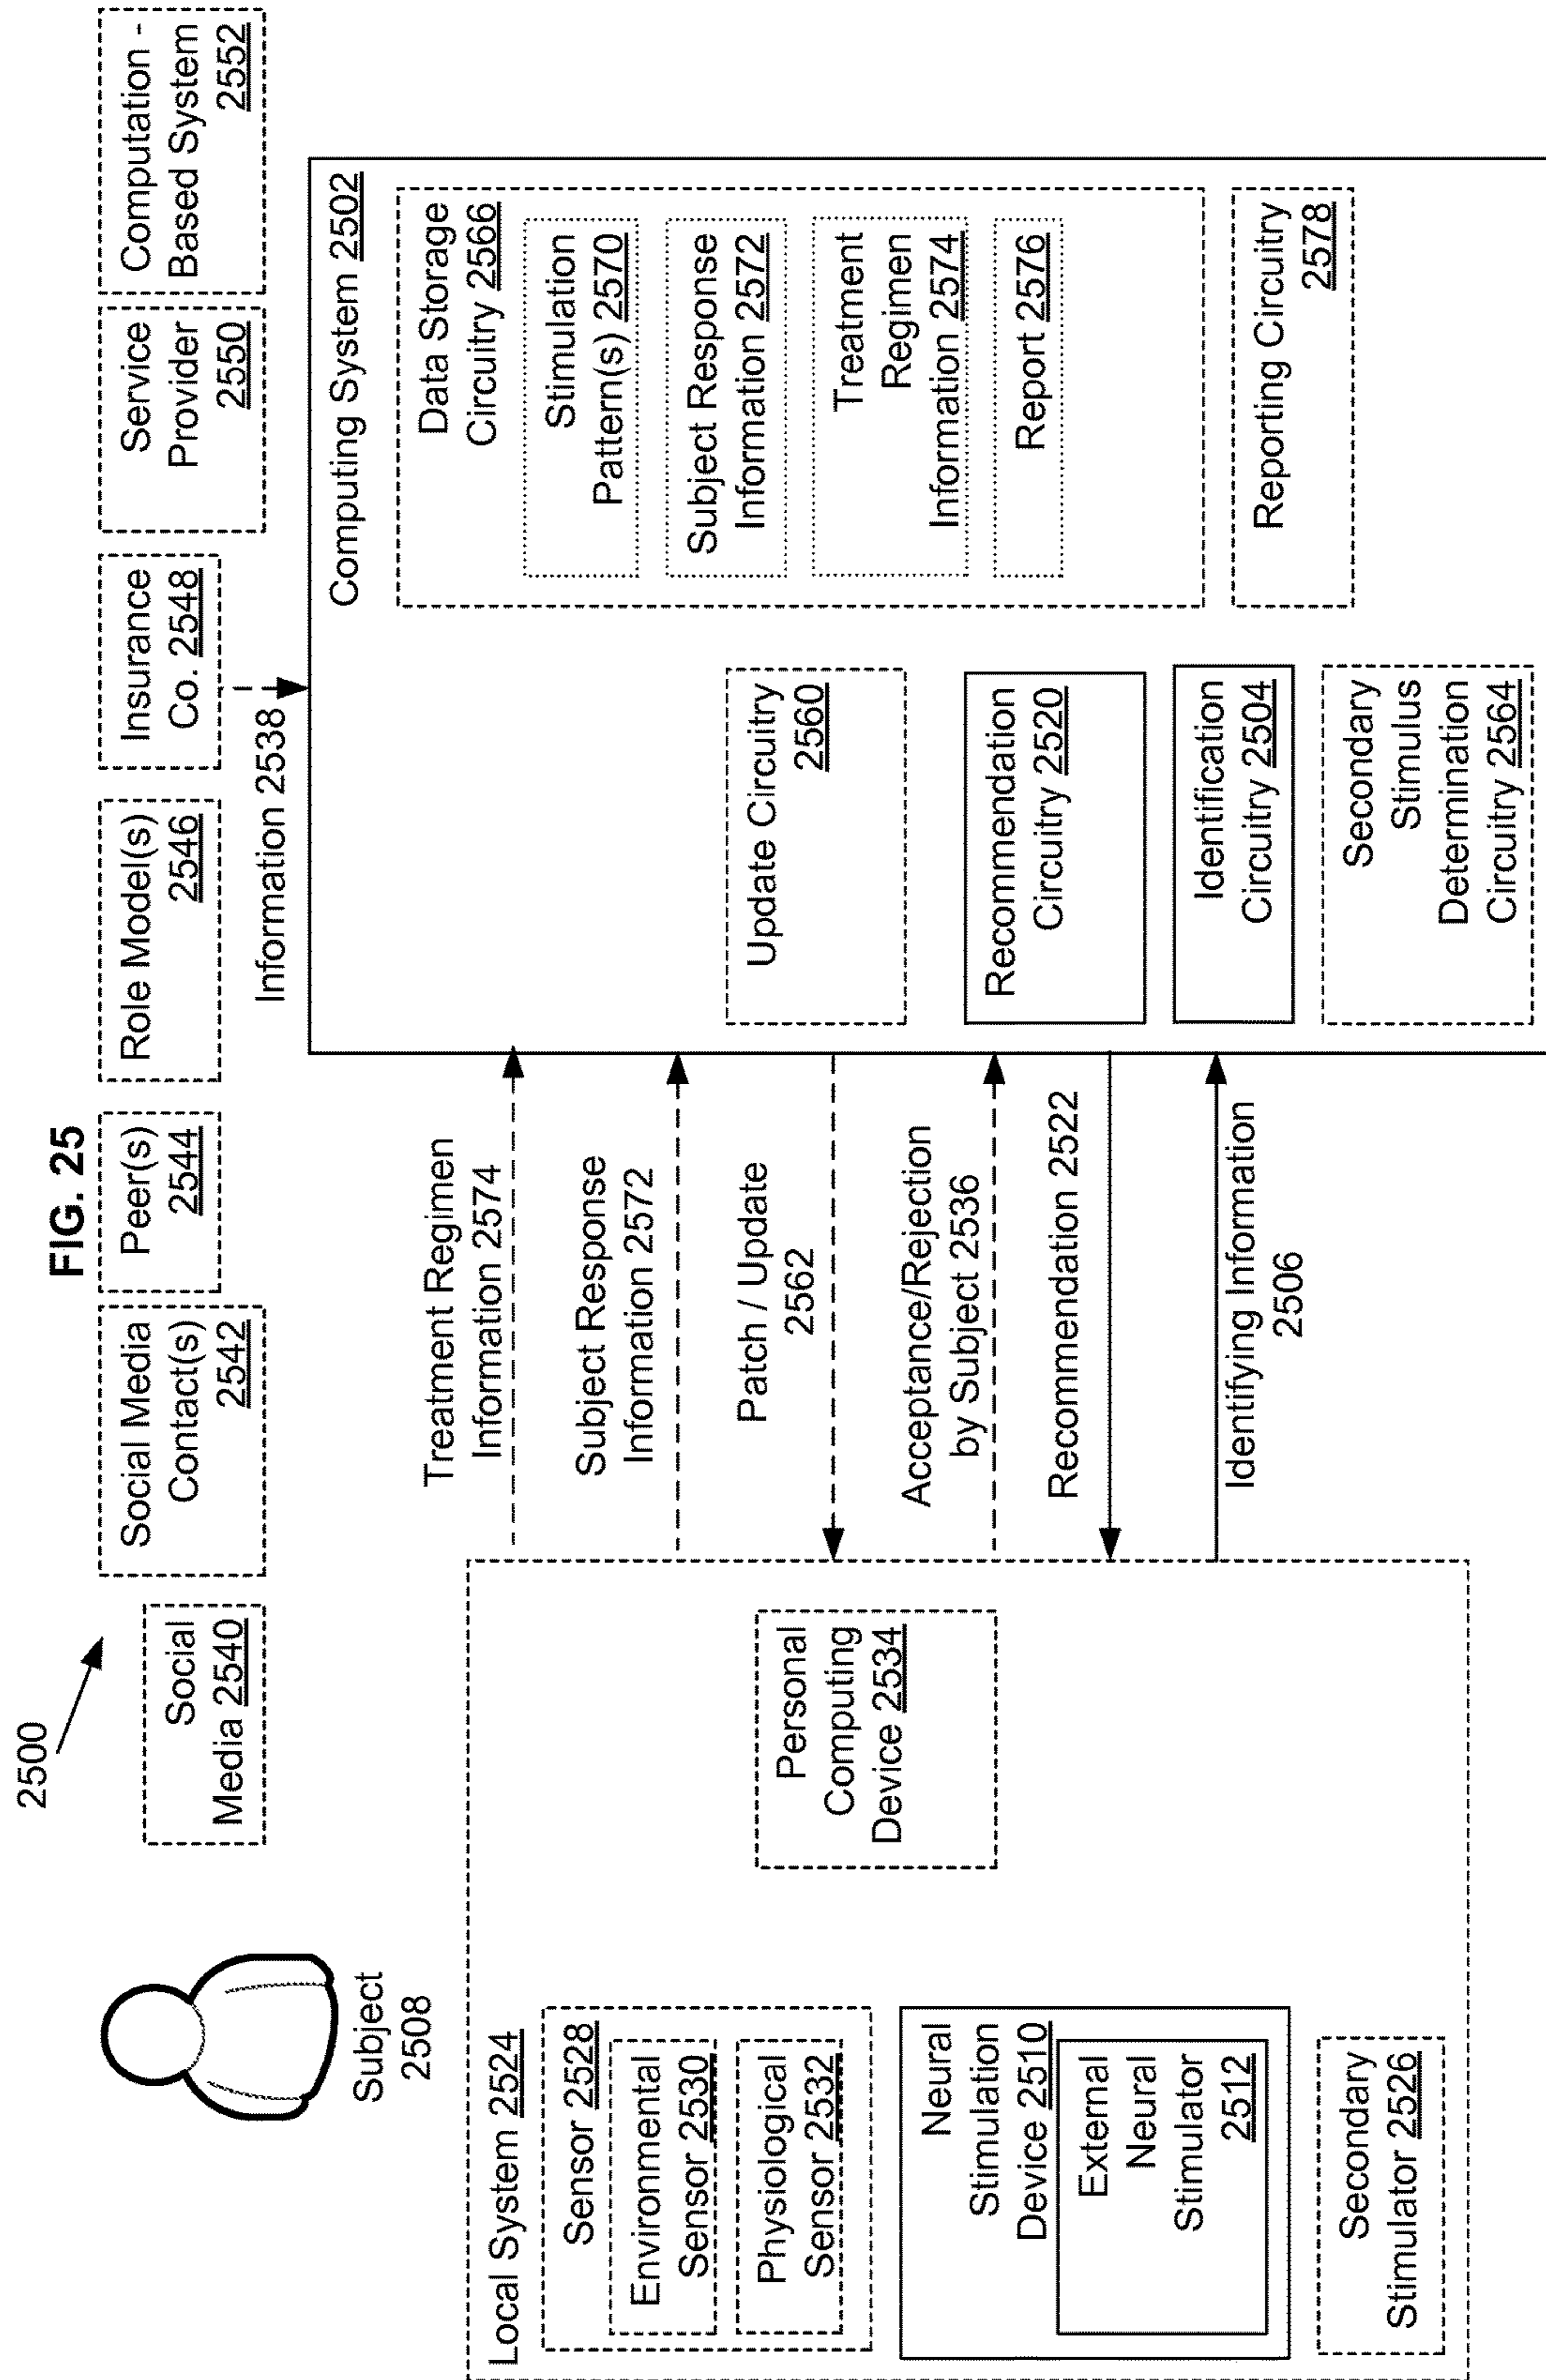 FIG. 25
2500
Social
Media 2540
Social Media
Contact(s)
2542
Peer(s)
2544
Role Model(s)
2546
Insurance
Co. 2548
Service
Provider
2550
Computation -
Based System
2552
Information 2538
Subject
2508
Local System 2524
Sensor 2528
Environmental
Sensor 2530
Physiological
Sensor 2532
Neural
Stimulation
Device 2510
External
Neural
Stimulator
2512
Secondary
Stimulator 2526
Personal
Computing
Device 2534
Treatment Regimen
Information 2574
Subject Response
Information 2572
Patch / Update
2562
Acceptance/Rejection
by Subject 2536
Recommendation 2522
Identifying Information
2506
Computing System 2502
Update Circuitry
2560
Recommendation
Circuitry 2520
Identification
Circuitry 2504
Secondary
Stimulus
Determination
Circuitry 2564
Data Storage
Circuitry 2566
Stimulation
Pattern(s) 2570
Subject Response
Information 2572
Treatment
Regimen
Information 2574
Report 2576
Reporting Circuitry
2578